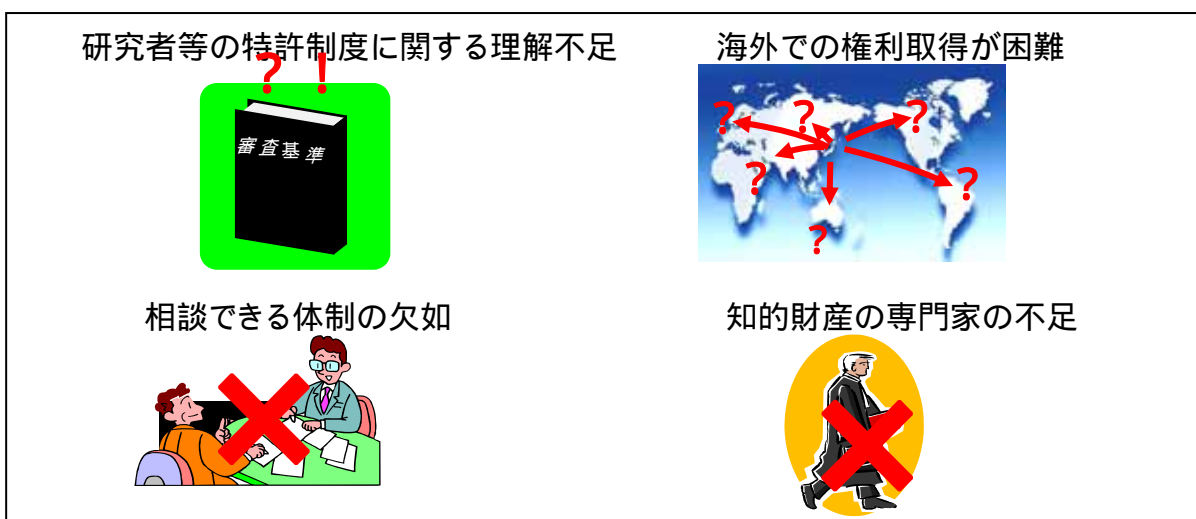 研究者等の特許制度に関する理解不足
海外での権利取得が困難
? !
審査基準
? ? ?
? ?
?
相談できる体制の欠如
知的財産の専門家の不足